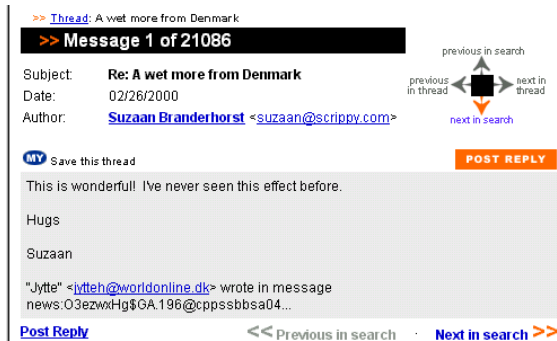 >> Thread: A wet more from Denmark
>> Message 1 of 21086
previous in search
previous in thread
next in thread
next in search
Subject: Re: A wet more from Denmark
Date: 02/26/2000
Author: Suzaan Branderhorst <suzaan@scrippy.com>
MY Save this thread
POST REPLY
This is wonderful! I've never seen this effect before.
Hugs
Suzaan
"Jytte" <jytteh@worldonline.dk> wrote in message
news:O3ezwxHg$GA.196@cppssbbsa04...
Post Reply
<< Previous in search · Next in search >>